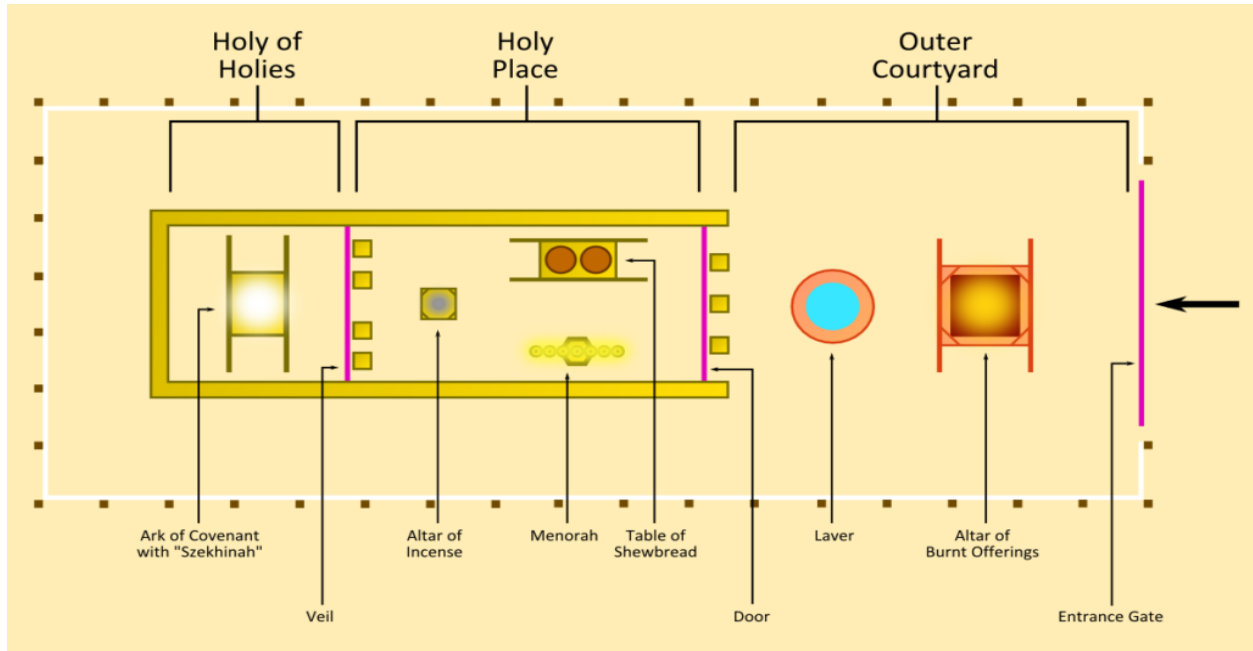 Holy of
Holies
Holy
Place
Outer
Courtyard
Ark of Covenant
with "Szekhinah"
Altar of
Incense
Menorah
Table of
Shewbread
Laver
Altar of
Burnt Offerings
Veil
Door
Entrance Gate